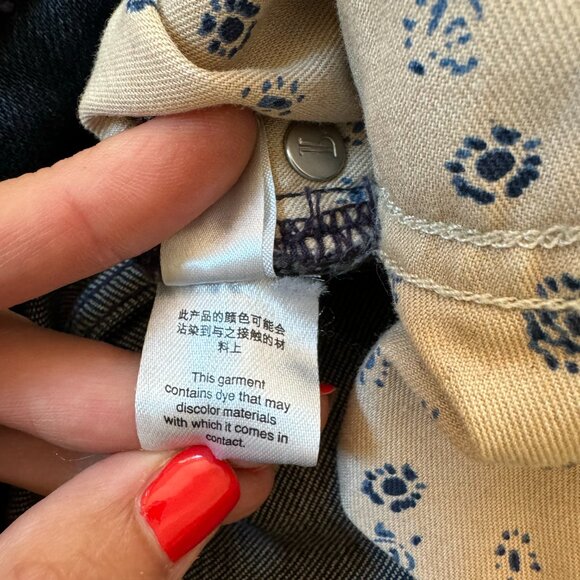 此产品的颜色可能会
沾染到与之接触的材
料上
This garment
contains dye that may
discolor materials
with which it comes in
contact.